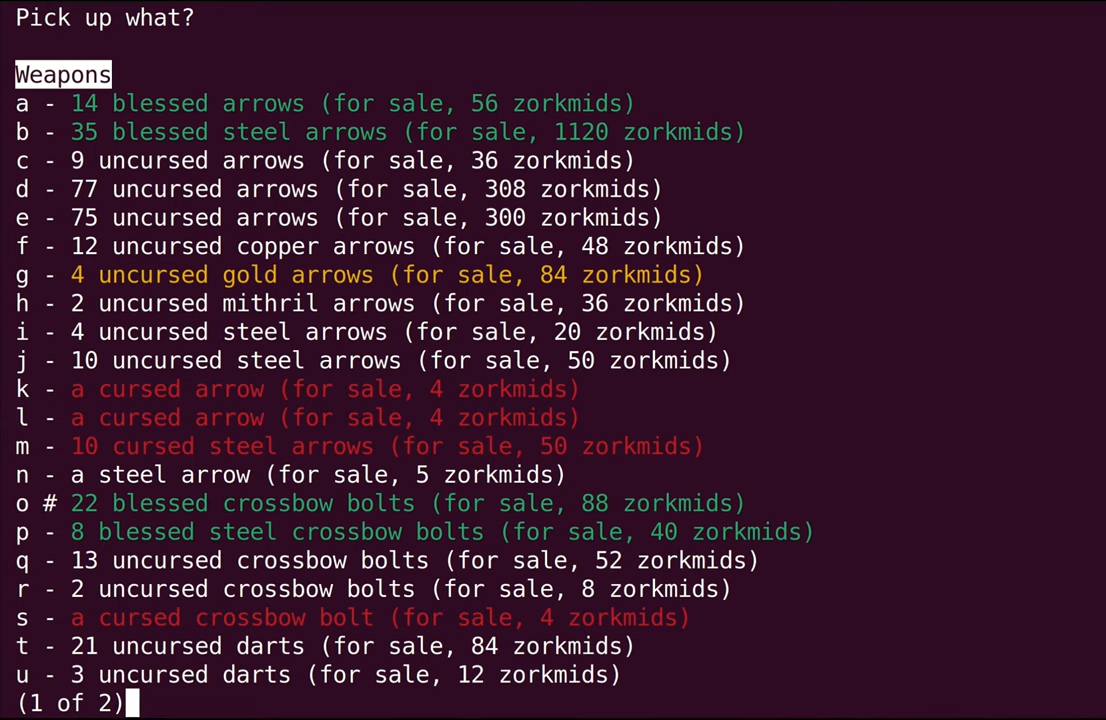 Pick up what?
Weapons
a - 14 blessed arrows (for sale, 56 zorkmids)
b - 35 blessed steel arrows (for sale, 1120 zorkmids)
c - 9 uncursed arrows (for sale, 36 zorkmids)
d - 77 uncursed arrows (for sale, 308 zorkmids)
e - 75 uncursed arrows (for sale, 300 zorkmids)
f - 12 uncursed copper arrows (for sale, 48 zorkmids)
g - 4 uncursed gold arrows (for sale, 84 zorkmids)
h - 2 uncursed mithril arrows (for sale, 36 zorkmids)
i - 4 uncursed steel arrows (for sale, 20 zorkmids)
j - 10 uncursed steel arrows (for sale, 50 zorkmids)
k - a cursed arrow (for sale, 4 zorkmids)
l - a cursed arrow (for sale, 4 zorkmids)
m - 10 cursed steel arrows (for sale, 50 zorkmids)
n - a steel arrow (for sale, 5 zorkmids)
o # 22 blessed crossbow bolts (for sale, 88 zorkmids)
p - 8 blessed steel crossbow bolts (for sale, 40 zorkmids)
q - 13 uncursed crossbow bolts (for sale, 52 zorkmids)
r - 2 uncursed crossbow bolts (for sale, 8 zorkmids)
s - a cursed crossbow bolt (for sale, 4 zorkmids)
t - 21 uncursed darts (for sale, 84 zorkmids)
u - 3 uncursed darts (for sale, 12 zorkmids)
(1 of 2)